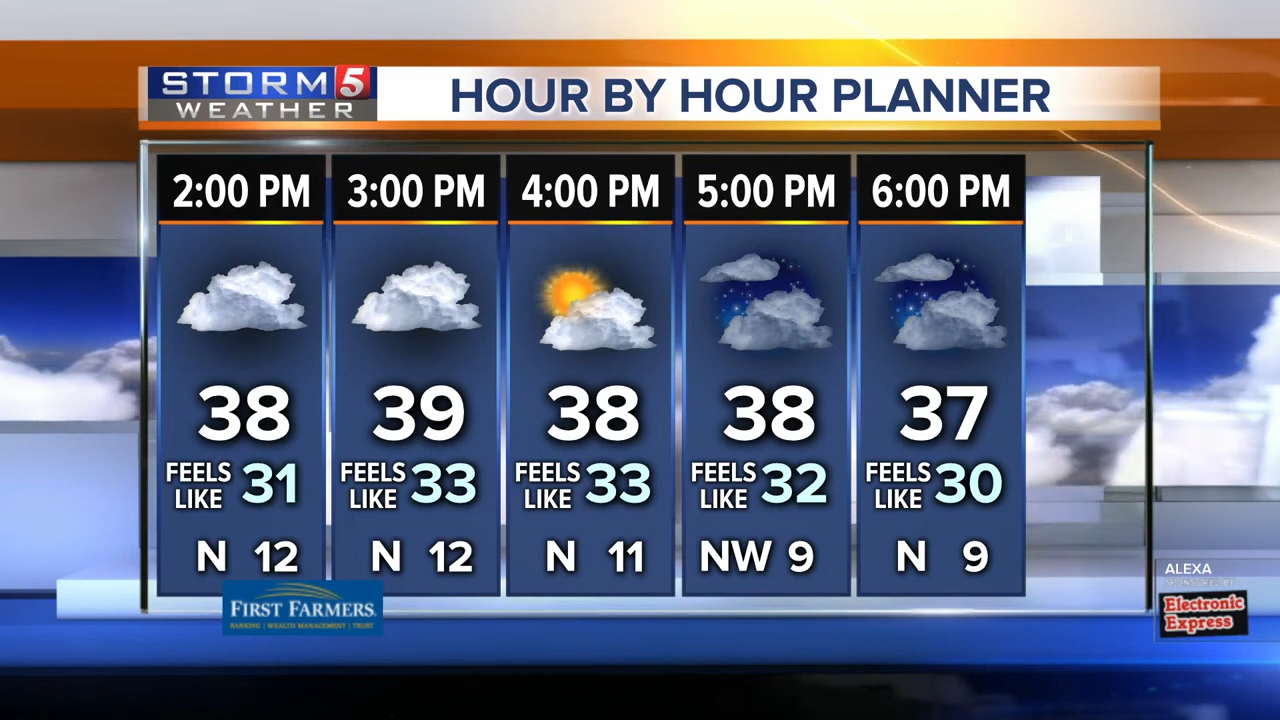 STORM 5
WEATHER
HOUR BY HOUR PLANNER
2:00 PM 3:00 PM 4:00 PM 5:00 PM 6:00 PM
38 39 38 38 37
FEELS LIKE 31 FEELS LIKE 33 FEELS LIKE 33 FEELS LIKE 32 FEELS LIKE 30
N 12 N 12 N 11 NW 9 N 9
FIRST FARMERS
BANKING | WEALTH MANAGEMENT | TRUST
ALEXA
SPONSORED BY
Electronic
Express